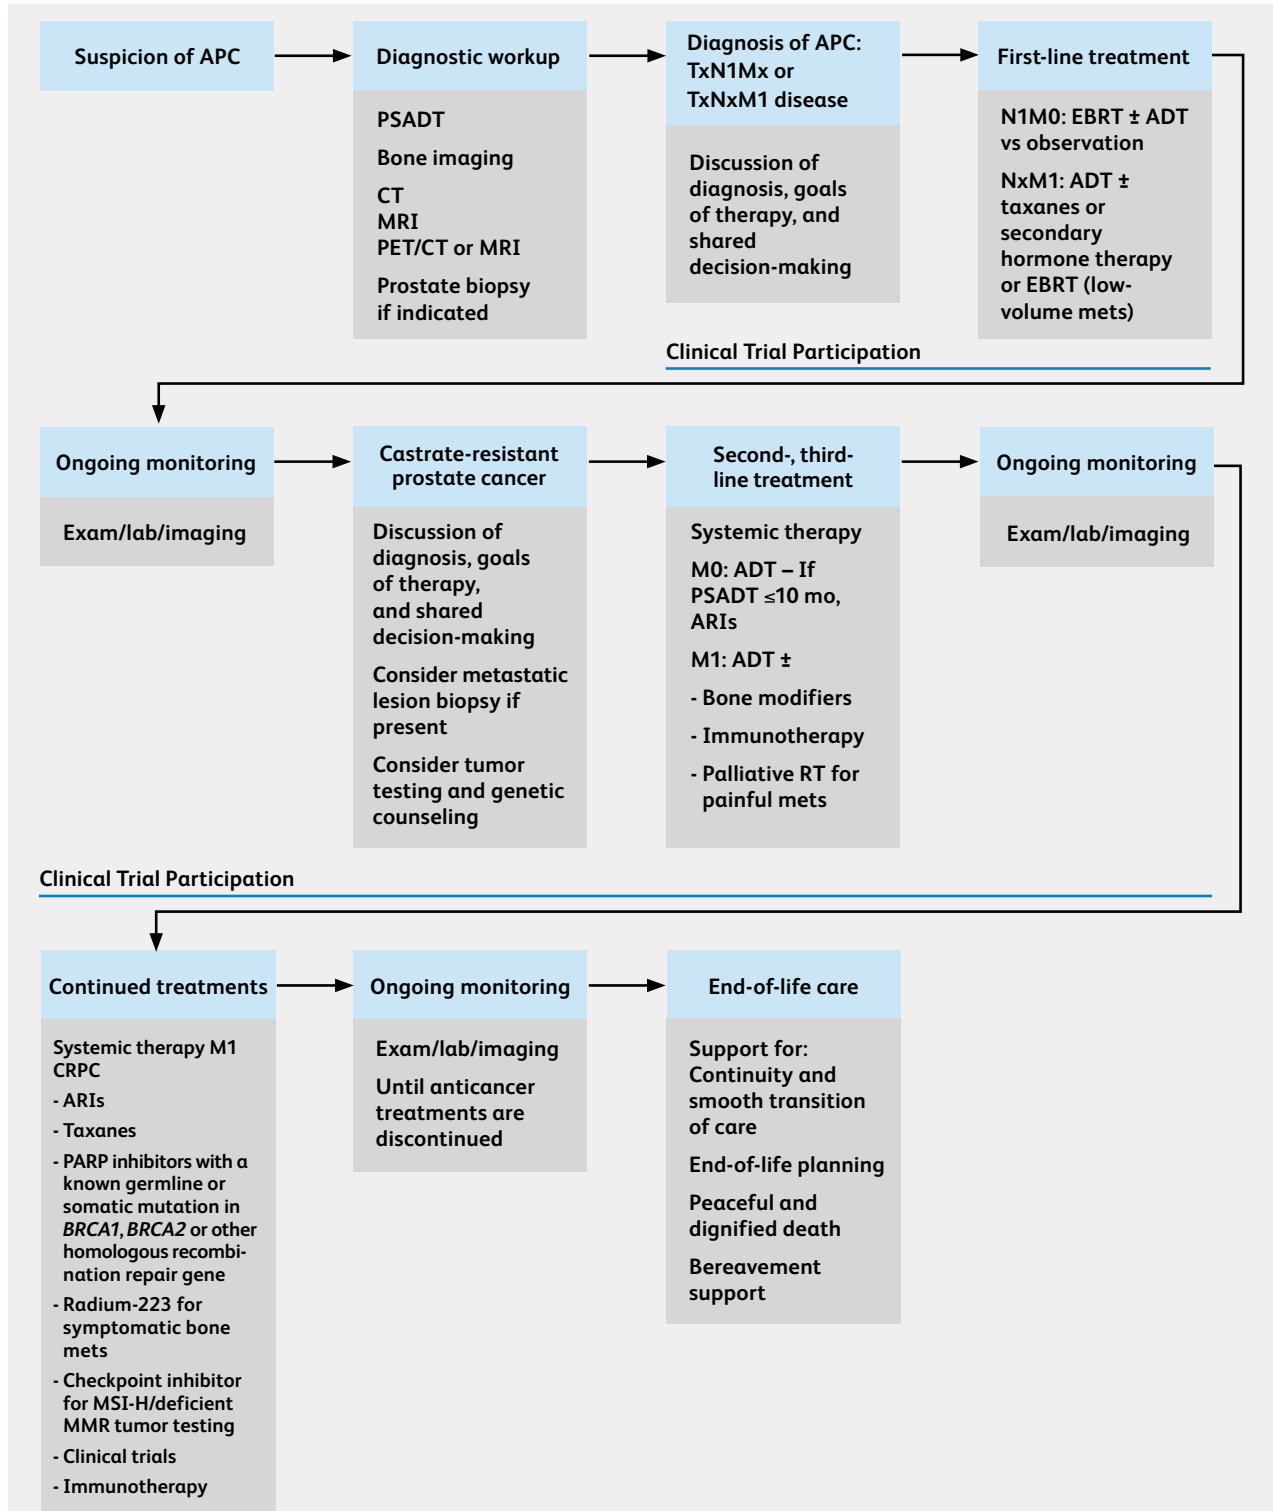 Suspicion of APC
Diagnostic workup
PSADT
Bone imaging
CT
MRI
PET/CT or MRI
Prostate biopsy
if indicated
Diagnosis of APC:
TxN1Mx or
TxNxM1 disease
Discussion of
diagnosis, goals
of therapy, and
shared
decision-making
First-line treatment
N1M0: EBRT ± ADT
vs observation
NxM1: ADT ±
taxanes or
secondary
hormone therapy
or EBRT (low-
volume mets)
Clinical Trial Participation
Ongoing monitoring
Exam/lab/imaging
Castrate-resistant
prostate cancer
Discussion of
diagnosis, goals
of therapy,
and shared
decision-making
Consider metastatic
lesion biopsy if
present
Consider tumor
testing and genetic
counseling
Second-, third-
line treatment
Systemic therapy
M0: ADT – If
PSADT ≤10 mo,
ARIs
M1: ADT ±
- Bone modifiers
- Immunotherapy
- Palliative RT for
painful mets
Ongoing monitoring
Exam/lab/imaging
Clinical Trial Participation
Continued treatments
Systemic therapy M1
CRPC
- ARIs
- Taxanes
- PARP inhibitors with a
known germline or
somatic mutation in
BRCA1, BRCA2 or other
homologous recombi-
nation repair gene
- Radium-223 for
symptomatic bone
mets
- Checkpoint inhibitor
for MSI-H/deficient
MMR tumor testing
- Clinical trials
- Immunotherapy
Ongoing monitoring
Exam/lab/imaging
Until anticancer
treatments are
discontinued
End-of-life care
Support for:
Continuity and
smooth transition
of care
End-of-life planning
Peaceful and
dignified death
Bereavement
support